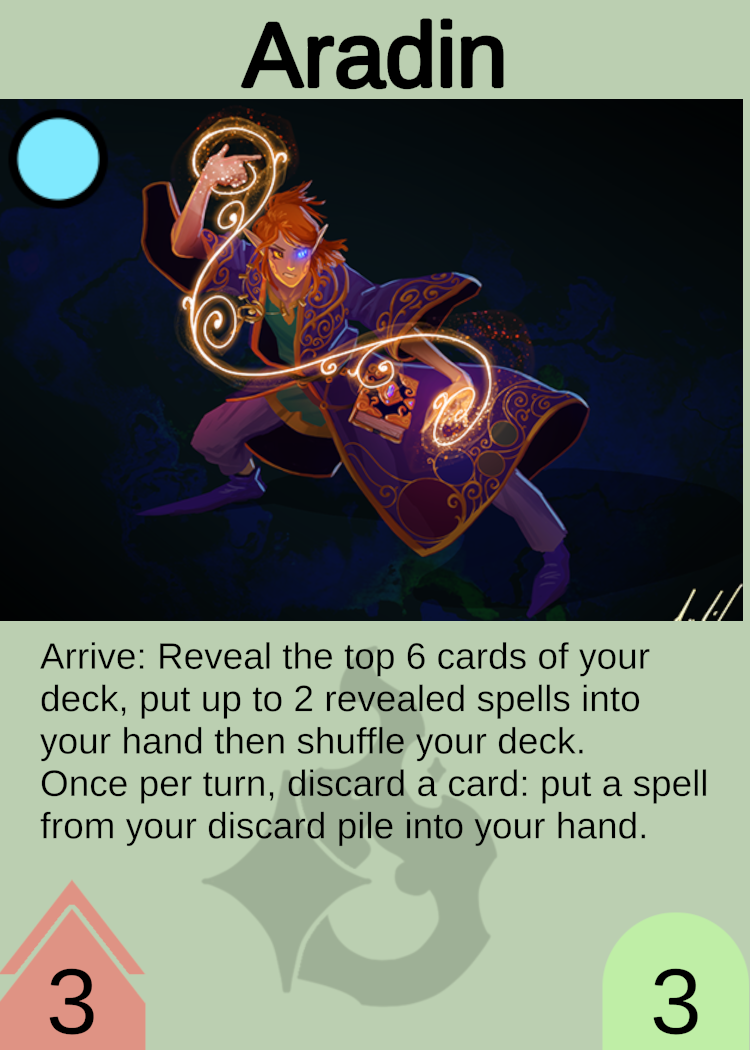 Aradin
Arrive: Reveal the top 6 cards of your
deck, put up to 2 revealed spells into
your hand then shuffle your deck.
Once per turn, discard a card: put a spell
from your discard pile into your hand.
3
3